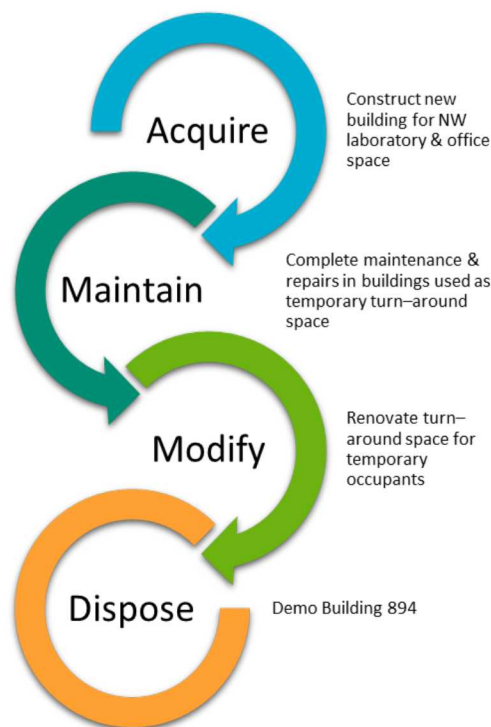 Acquire
Construct new
building for NW
laboratory & office
space
Maintain
Complete maintenance &
repairs in buildings used as
temporary turn–around
space
Modify
Renovate turn–
around space for
temporary
occupants
Dispose
Demo Building 894